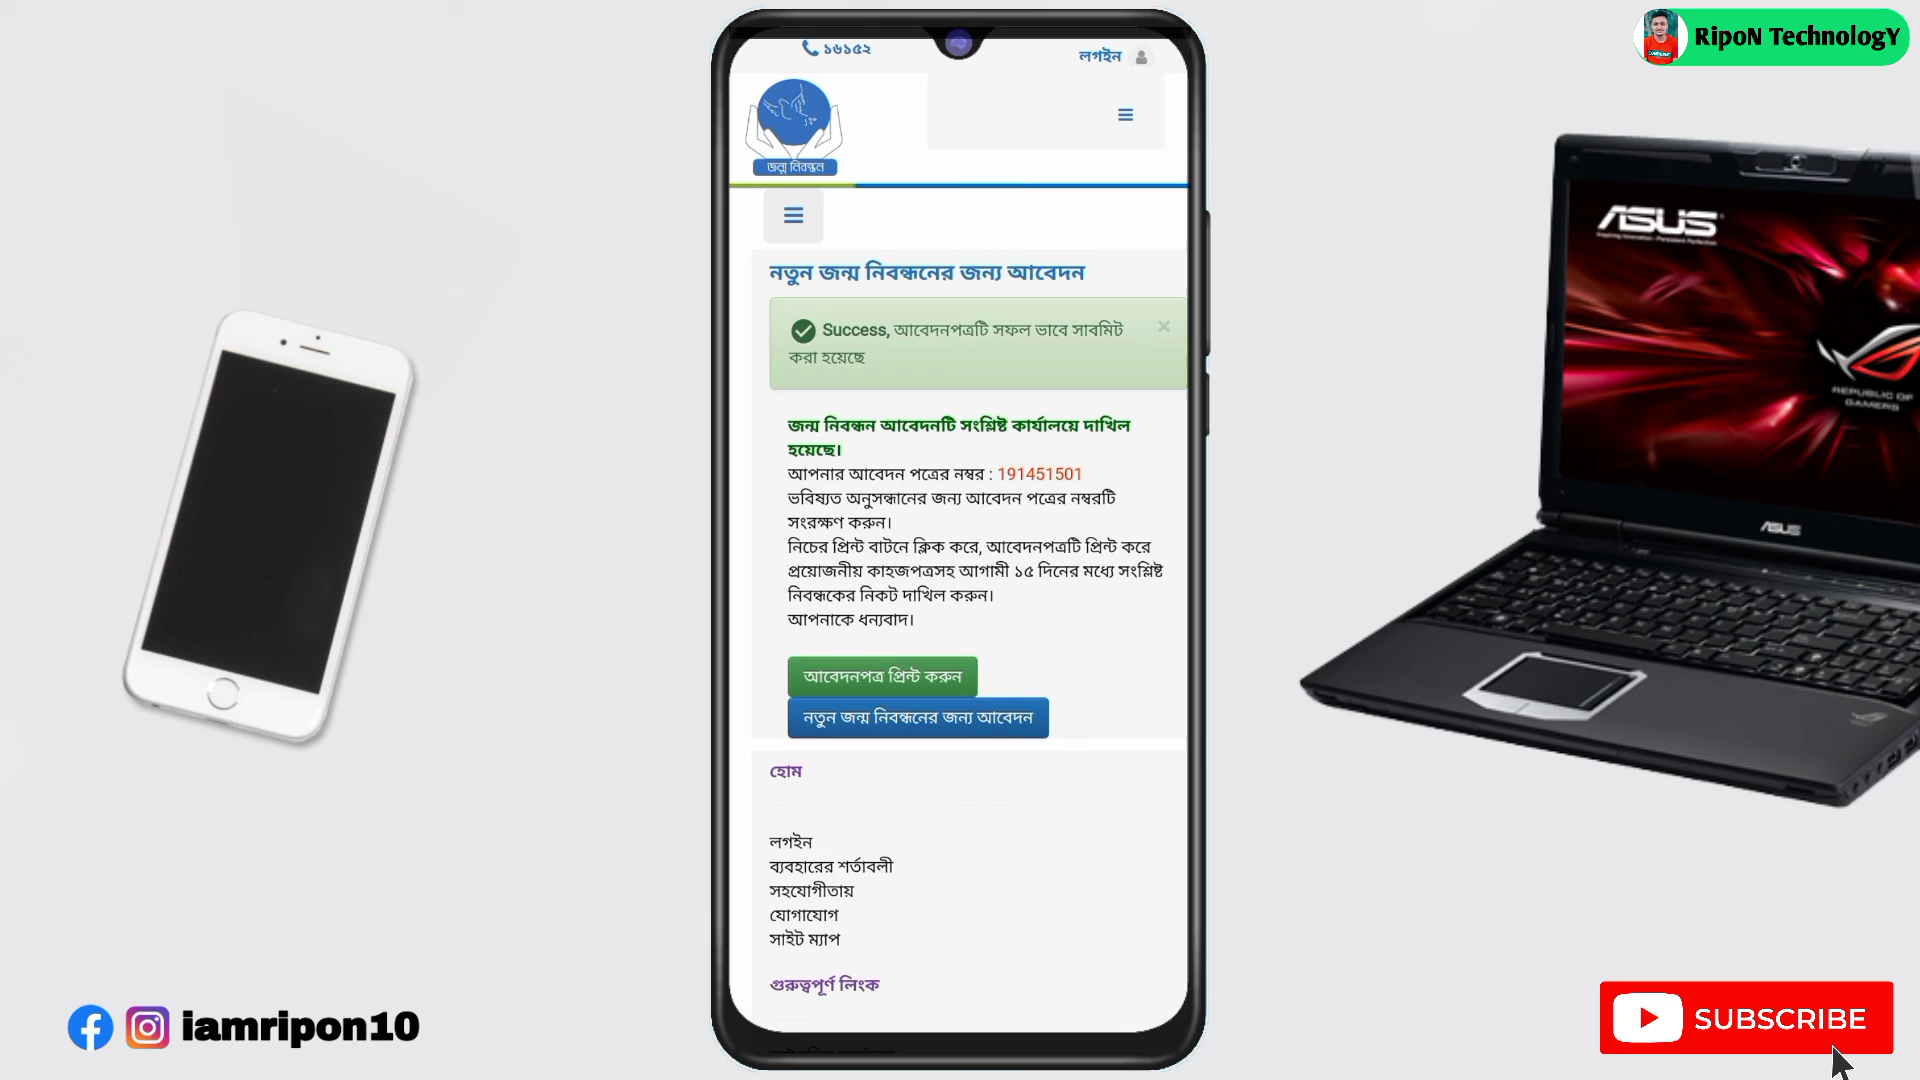 RipoN TechnologY
১৬১৫২
লগইন
জন্ম নিবন্ধন
নতুন জন্ম নিবন্ধনের জন্য আবেদন
Success, আবেদনপত্রটি সফল ভাবে সাবমিট
করা হয়েছে
জন্ম নিবন্ধন আবেদনটি সংশ্লিষ্ট কার্যালয়ে দাখিল
হয়েছে।
আপনার আবেদন পত্রের নম্বর : 191451501
ভবিষ্যত অনুসন্ধানের জন্য আবেদন পত্রের নম্বরটি
সংরক্ষণ করুন।
নিচের প্রিন্ট বাটনে ক্লিক করে, আবেদনপত্রটি প্রিন্ট করে
প্রয়োজনীয় কাহজপত্রসহ আগামী ১৫ দিনের মধ্যে সংশ্লিষ্ট
নিবন্ধকের নিকট দাখিল করুন।
আপনাকে ধন্যবাদ।
আবেদনপত্র প্রিন্ট করুন
নতুন জন্ম নিবন্ধনের জন্য আবেদন
হোম
লগইন
ব্যবহারের শর্তাবলী
সহযোগীতায়
যোগাযোগ
সাইট ম্যাপ
গুরুত্বপূর্ণ লিংক
ASUS
REPUBLIC OF
GAMERS
ASUS
iamripon10
SUBSCRIBE